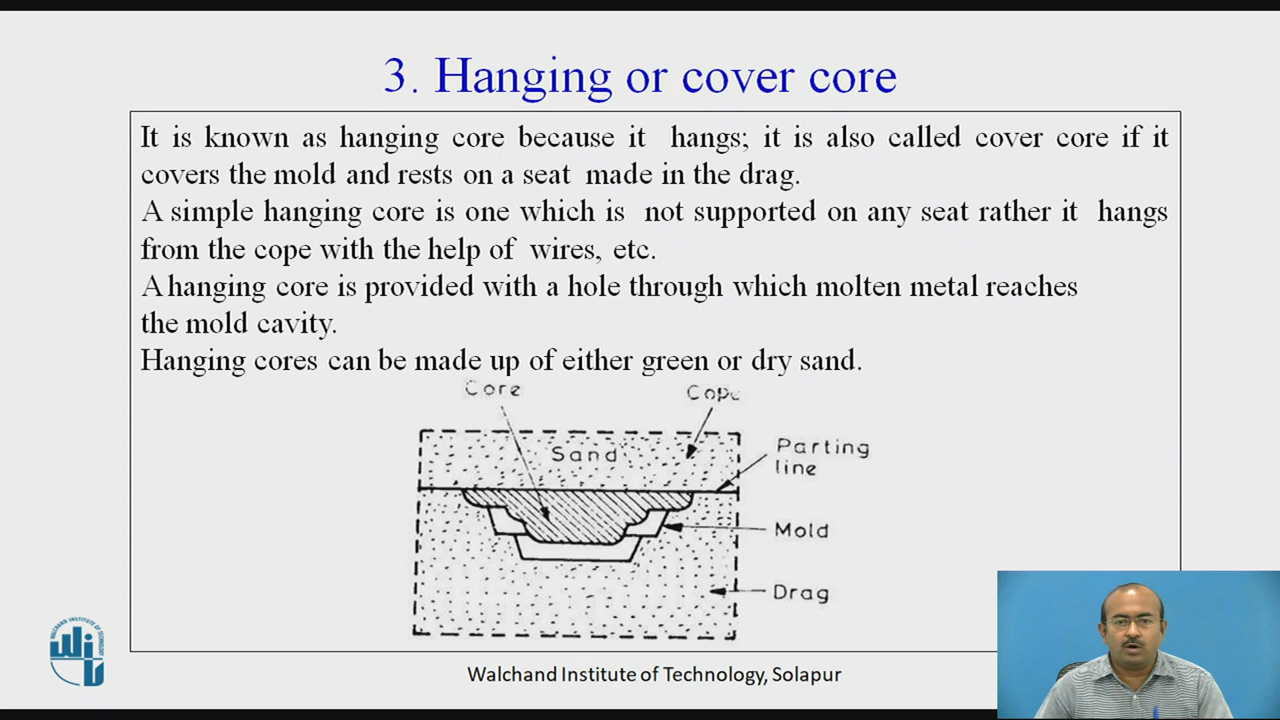 3. Hanging or cover core
It is known as hanging core because it hangs; it is also called cover core if it
covers the mold and rests on a seat made in the drag.
A simple hanging core is one which is not supported on any seat rather it hangs
from the cope with the help of wires, etc.
A hanging core is provided with a hole through which molten metal reaches
the mold cavity.
Hanging cores can be made up of either green or dry sand.
Core
Cope
Sand
Parting
line
Mold
Drag
WALCHAND INSTITUTE OF TECHNOLOGY
WIT
Walchand Institute of Technology, Solapur